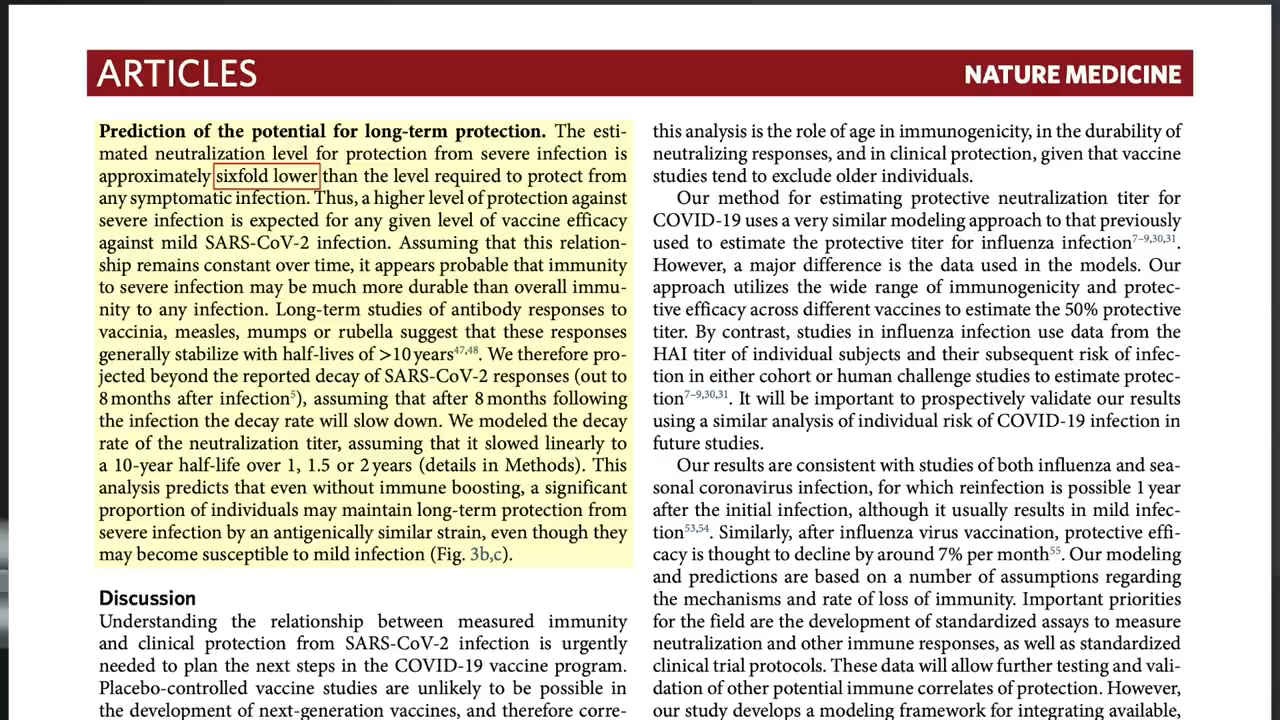 ARTICLES
NATURE MEDICINE
Prediction of the potential for long-term protection. The esti-
mated neutralization level for protection from severe infection is
approximately sixfold lower than the level required to protect from
any symptomatic infection. Thus, a higher level of protection against
severe infection is expected for any given level of vaccine efficacy
against mild SARS-CoV-2 infection. Assuming that this relation-
ship remains constant over time, it appears probable that immunity
to severe infection may be much more durable than overall immu-
nity to any infection. Long-term studies of antibody responses to
vaccinia, measles, mumps or rubella suggest that these responses
generally stabilize with half-lives of >10 years47,48. We therefore pro-
jected beyond the reported decay of SARS-CoV-2 responses (out to
8 months after infection5), assuming that after 8 months following
the infection the decay rate will slow down. We modeled the decay
rate of the neutralization titer, assuming that it slowed linearly to
a 10-year half-life over 1, 1.5 or 2 years (details in Methods). This
analysis predicts that even without immune boosting, a significant
proportion of individuals may maintain long-term protection from
severe infection by an antigenically similar strain, even though they
may become susceptible to mild infection (Fig. 3b,c).
Discussion
Understanding the relationship between measured immunity
and clinical protection from SARS-CoV-2 infection is urgently
needed to plan the next steps in the COVID-19 vaccine program.
Placebo-controlled vaccine studies are unlikely to be possible in
the development of next-generation vaccines, and therefore corre-
this analysis is the role of age in immunogenicity, in the durability of
neutralizing responses, and in clinical protection, given that vaccine
studies tend to exclude older individuals.
Our method for estimating protective neutralization titer for
COVID-19 uses a very similar modeling approach to that previously
used to estimate the protective titer for influenza infection7–9,30,31.
However, a major difference is the data used in the models. Our
approach utilizes the wide range of immunogenicity and protec-
tive efficacy across different vaccines to estimate the 50% protective
titer. By contrast, studies in influenza infection use data from the
HAI titer of individual subjects and their subsequent risk of infec-
tion in either cohort or human challenge studies to estimate protec-
tion7–9,30,31. It will be important to prospectively validate our results
using a similar analysis of individual risk of COVID-19 infection in
future studies.
Our results are consistent with studies of both influenza and sea-
sonal coronavirus infection, for which reinfection is possible 1 year
after the initial infection, although it usually results in mild infec-
tion53,54. Similarly, after influenza virus vaccination, protective effi-
cacy is thought to decline by around 7% per month55. Our modeling
and predictions are based on a number of assumptions regarding
the mechanisms and rate of loss of immunity. Important priorities
for the field are the development of standardized assays to measure
neutralization and other immune responses, as well as standardized
clinical trial protocols. These data will allow further testing and vali-
dation of other potential immune correlates of protection. However,
our study develops a modeling framework for integrating available,